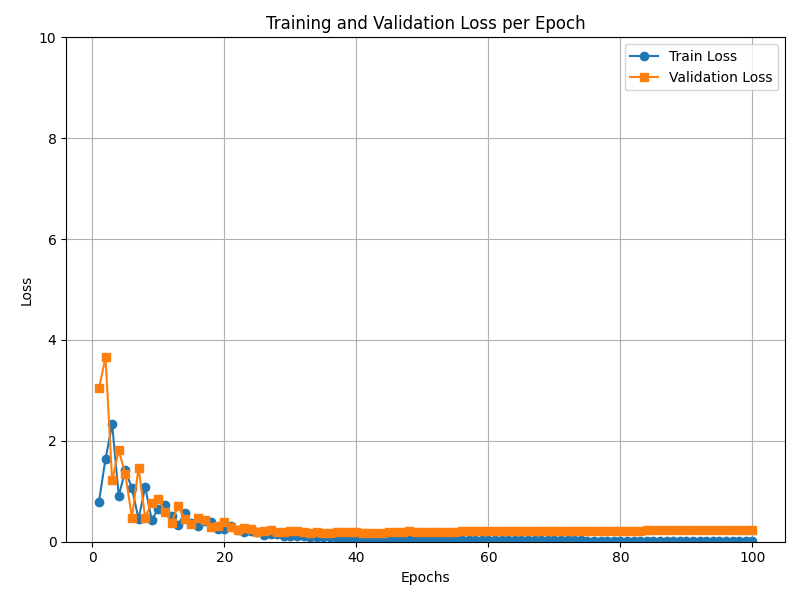 Training and Validation Loss per Epoch
Train Loss
Validation Loss
10
8
6
4
2
0
Loss
0 20 40 60 80 100
Epochs